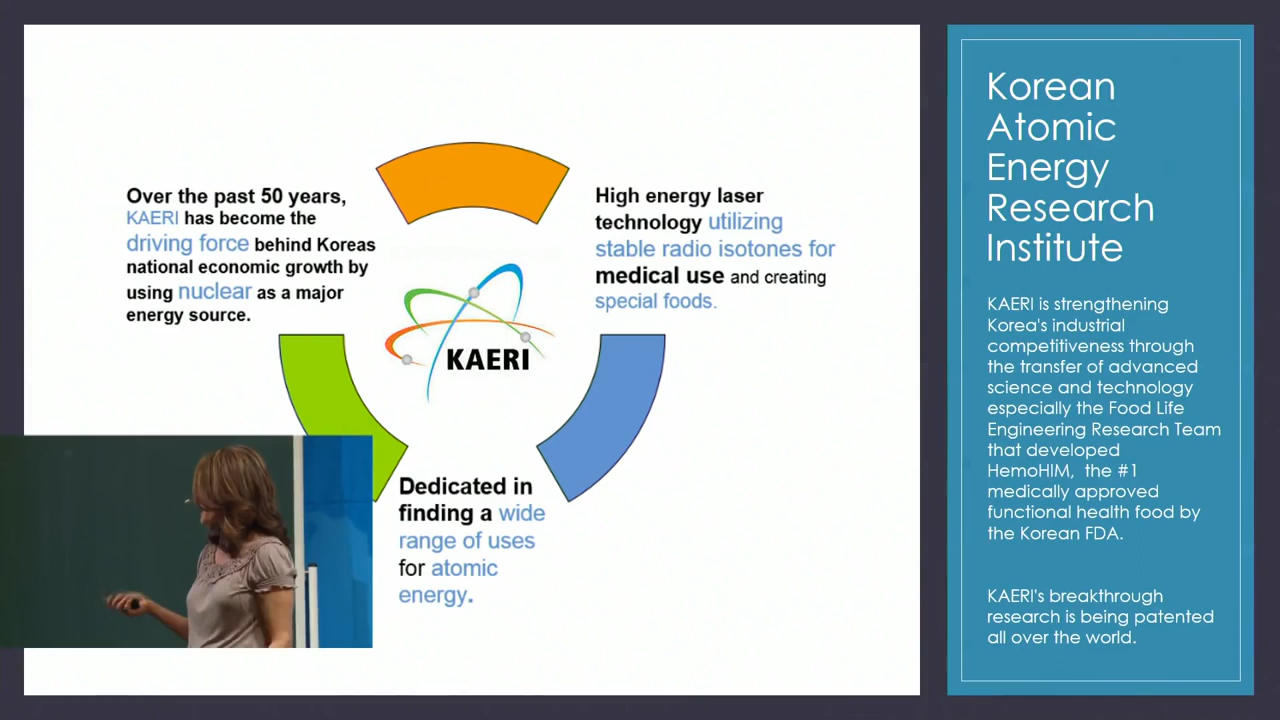 Over the past 50 years,
KAERI has become the
driving force behind Koreas
national economic growth by
using nuclear as a major
energy source.
High energy laser
technology utilizing
stable radio isotones for
medical use and creating
special foods.
KAERI
Dedicated in
finding a wide
range of uses
for atomic
energy.
Korean
Atomic
Energy
Research
Institute
KAERI is strengthening
Korea's industrial
competitiveness through
the transfer of advanced
science and technology
especially the Food Life
Engineering Research Team
that developed
HemoHIM, the #1
medically approved
functional health food by
the Korean FDA.
KAERI's breakthrough
research is being patented
all over the world.